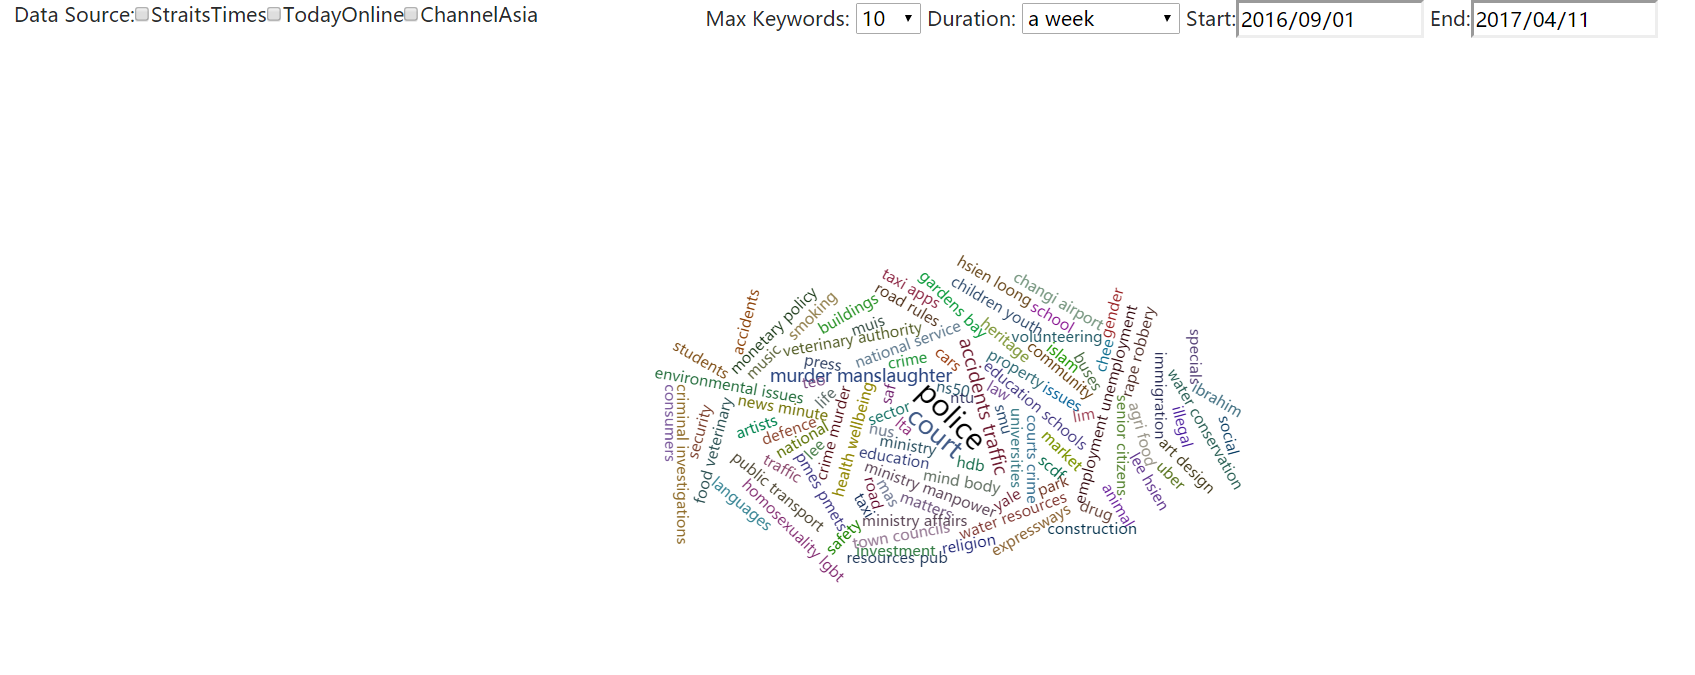 Data Source: StraitsTimes TodayOnline ChannelAsia
Max Keywords: 10 Duration: a week Start: 2016/09/01 End: 2017/04/11
hsien loong
changi airport
taxi apps
gardens bay
children youth
school
gender
accidents
monetary policy
smoking
buildings
road rules
muis
veterinary authority
national service
heritage
volunteering
islam
community
buses
chee
employment unemployment
rape robbery
specials
ibrahim
students
music
press
crime
cars
accidents traffic
property issues
immigration
water conservation
environmental issues
teo
murder manslaughter
education schools
law
ns50
ntu
police
court
saf
life
news minute
consumers
criminal investigations
security
food veterinary
artists
defence
national
lee
crime murder
health wellbeing
sector
lta
nus
ministry
smu
universities
courts crime
lim
market
senior citizens
agri food
illegal
social
art design
uber
lee hsien
public transport
traffic
pmes pmets
education
hdb
mind body
scdf
languages
homosexuality lgbt
ministry manpower
road
mas
matters
taxi
yale
park
water resources
drug
animal
safety
ministry affairs
town councils
investment
religion
expressways
construction
resources pub